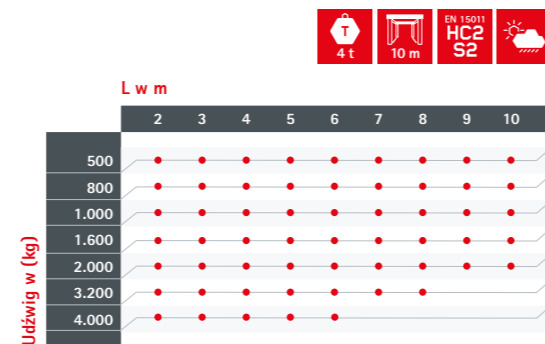 T
4 t
10 m
EN 15011
HC2
S2
L w m
2 3 4 5 6 7 8 9 10
Udźwig w (kg)
500
800
1.000
1.600
2.000
3.200
4.000